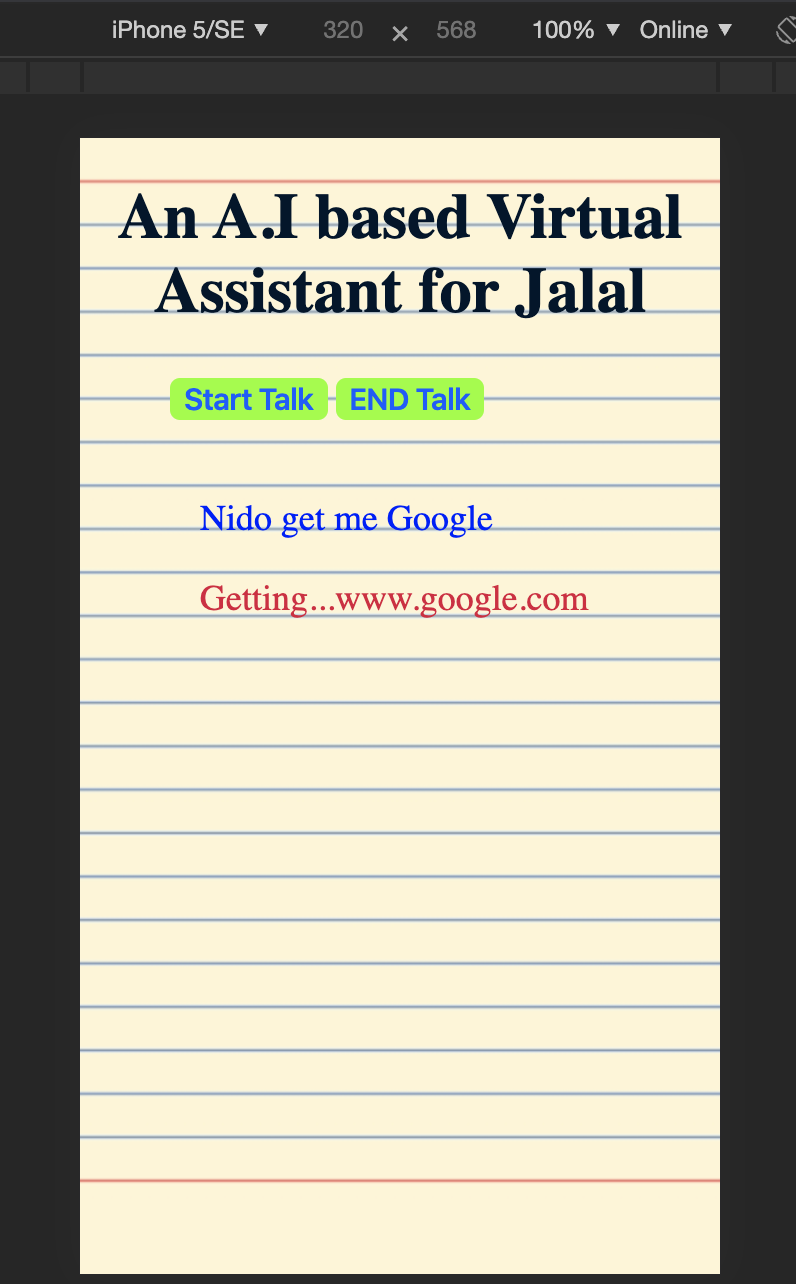 iPhone 5/SE ▼ 320 × 568 100% ▼ Online ▼
An A.I based Virtual
Assistant for Jalal
Start Talk END Talk
Nido get me Google
Getting...www.google.com